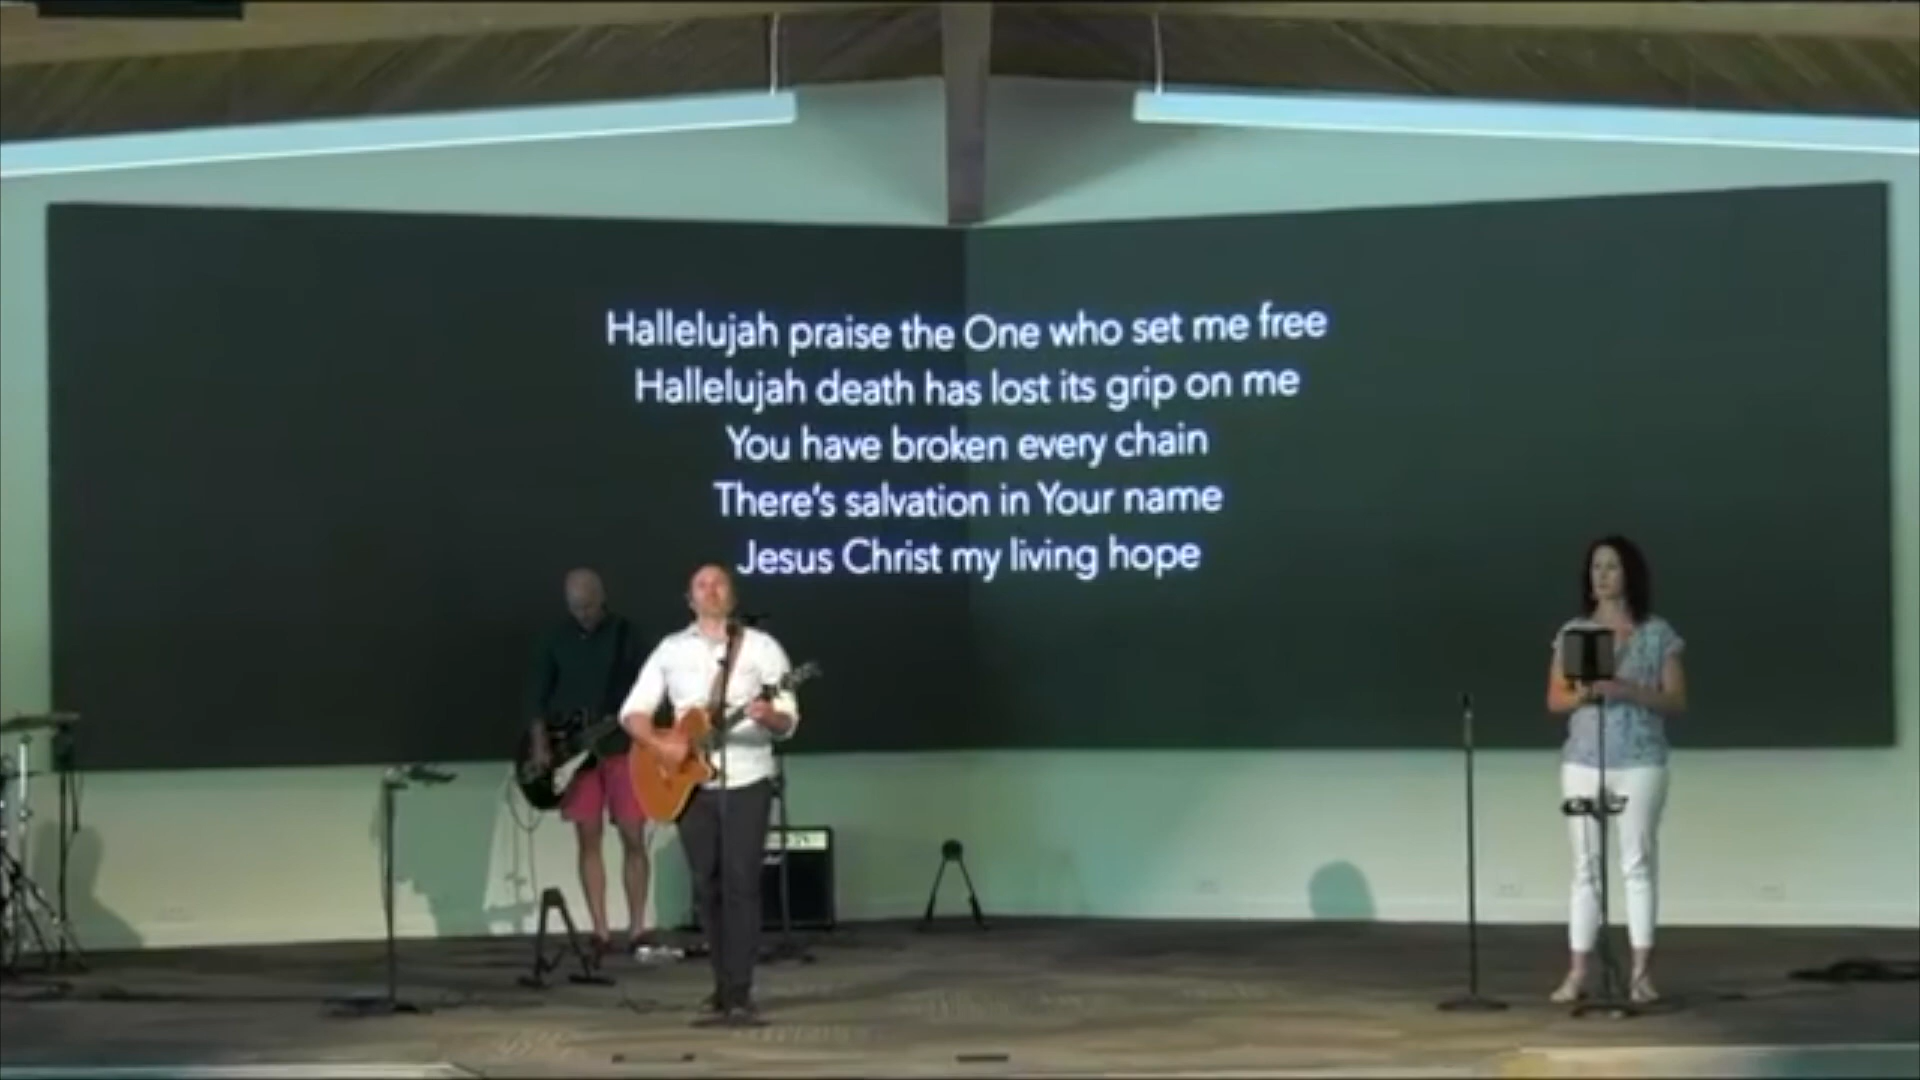 Hallelujah praise the One who set me free
Hallelujah death has lost its grip on me
You have broken every chain
There's salvation in Your name
Jesus Christ my living hope